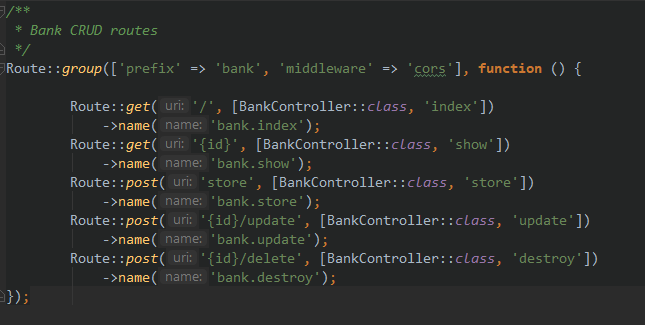 /**
 * Bank CRUD routes
 */
Route::group(['prefix' => 'bank', 'middleware' => 'cors'], function () {
Route::get( uri: '/', [BankController::class, 'index'])
->name( name: 'bank.index');
Route::get( uri: '{id}', [BankController::class, 'show'])
->name( name: 'bank.show');
Route::post( uri: 'store', [BankController::class, 'store'])
->name( name: 'bank.store');
Route::post( uri: '{id}/update', [BankController::class, 'update'])
->name( name: 'bank.update');
Route::post( uri: '{id}/delete', [BankController::class, 'destroy'])
->name( name: 'bank.destroy');
});